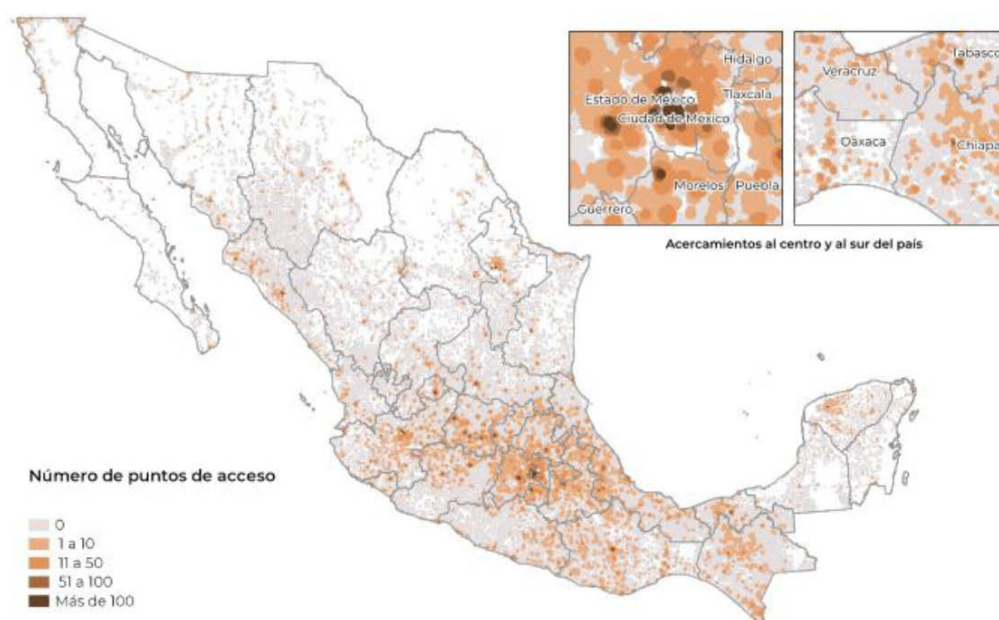 Hidalgo
Tlaxcala
Estado de México
Ciudad de México
Morelos
Puebla
Guerrero
Tabasco
Veracruz
Oaxaca
Chiapa
Acercamientos al centro y al sur del país
Número de puntos de acceso
0
1 a 10
11 a 50
51 a 100
Más de 100